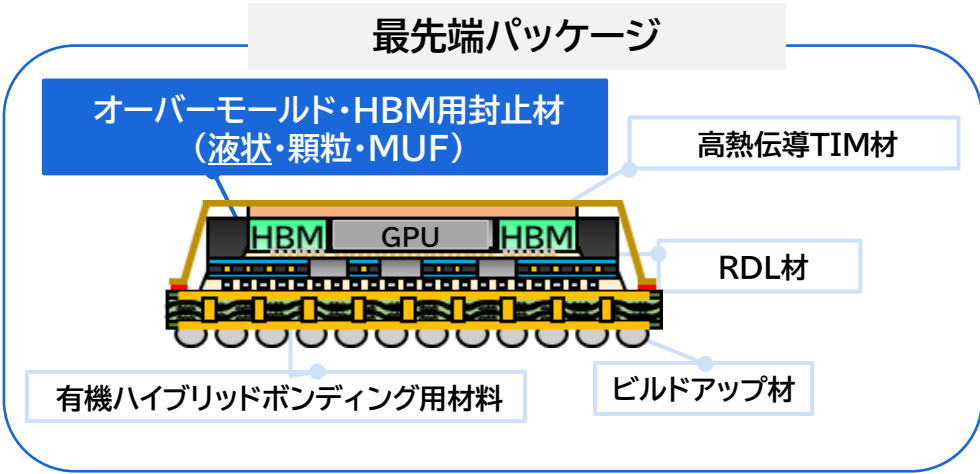 最先端パッケージ
オーバーモールド・HBM用封止材
（液状・顆粒・MUF）
高熱伝導TIM材
HBM
GPU
HBM
RDL材
有機ハイブリッドボンディング用材料
ビルドアップ材